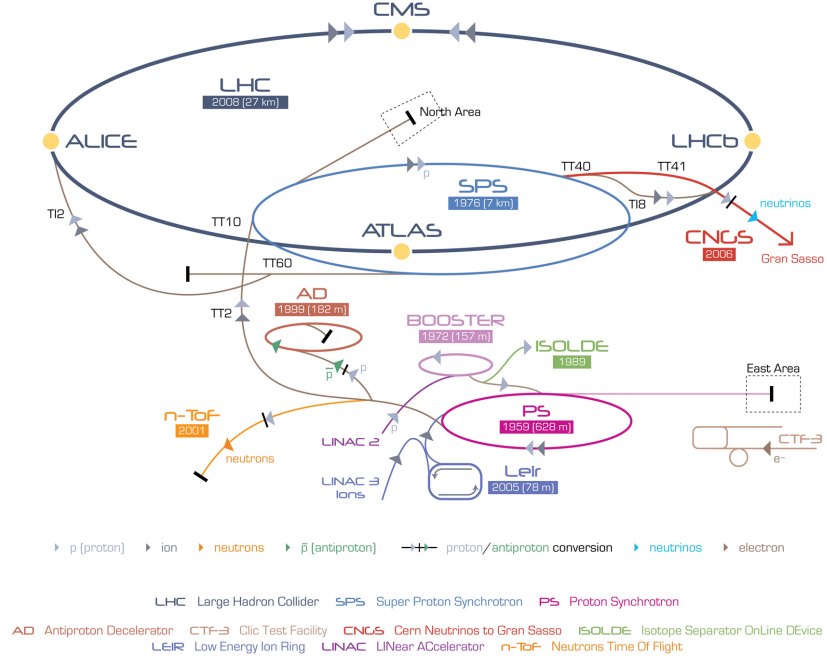 CMS
LHC
2008 (27 km)
North Area
ALICE
LHCb
TT40
TT41
p
SPS
1976 (7 km)
TI2
TT10
TI8
neutrinos
ATLAS
CNGS
2006
Gran Sasso
TT60
AD
1999 (182 m)
TT2
BOOSTER
1972 (157 m)
ISOLDE
1989
p̅
p
East Area
n-ToF
2001
PS
1959 (628 m)
LINAC 2
p
neutrons
CTF-3
e-
LINAC 3
Ions
Leir
2005 (78 m)
p (proton)
ion
neutrons
p̅ (antiproton)
proton/antiproton conversion
neutrinos
electron
LHC Large Hadron Collider SPS Super Proton Synchrotron PS Proton Synchrotron
AD Antiproton Decelerator CTF-3 Clic Test Facility CNGS Cern Neutrinos to Gran Sasso ISOLDE Isotope Separator OnLine DEvice
LEIR Low Energy Ion Ring LINAC LINear ACcelerator n-ToF Neutrons Time Of Flight